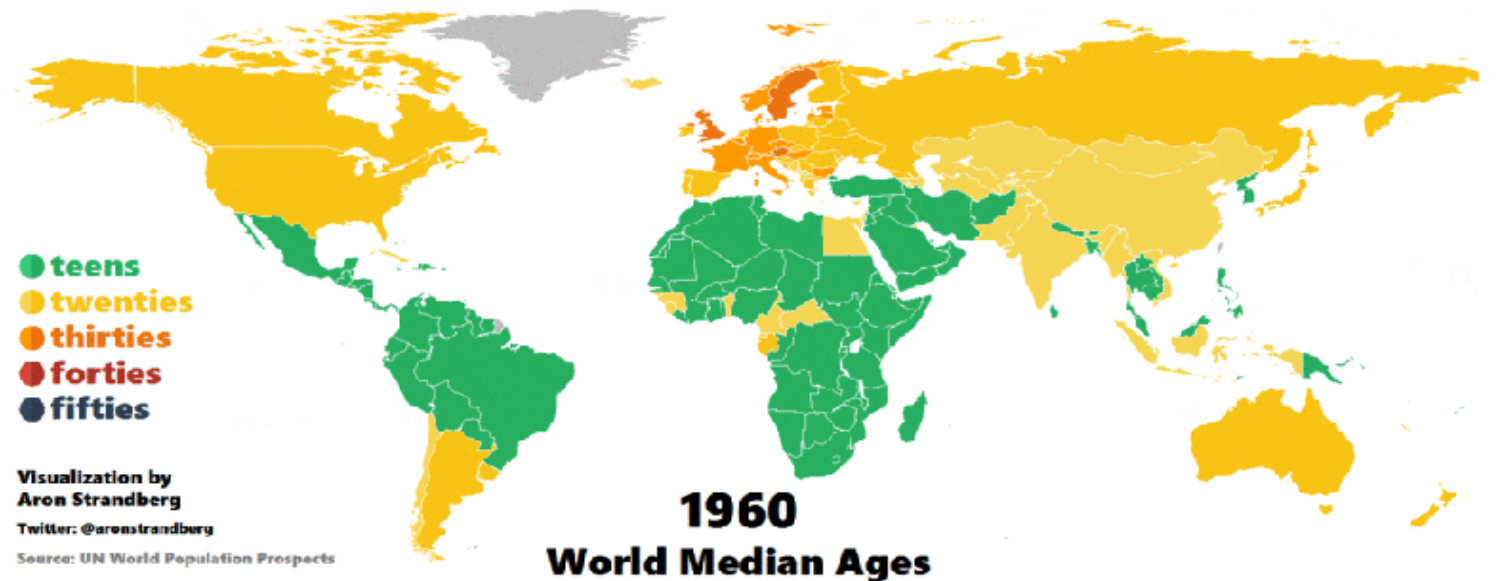 teens
twenties
thirties
forties
fifties
Visualization by
Aron Strandberg
Twitter: @aronstrandberg
Source: UN World Population Prospects
1960
World Median Ages